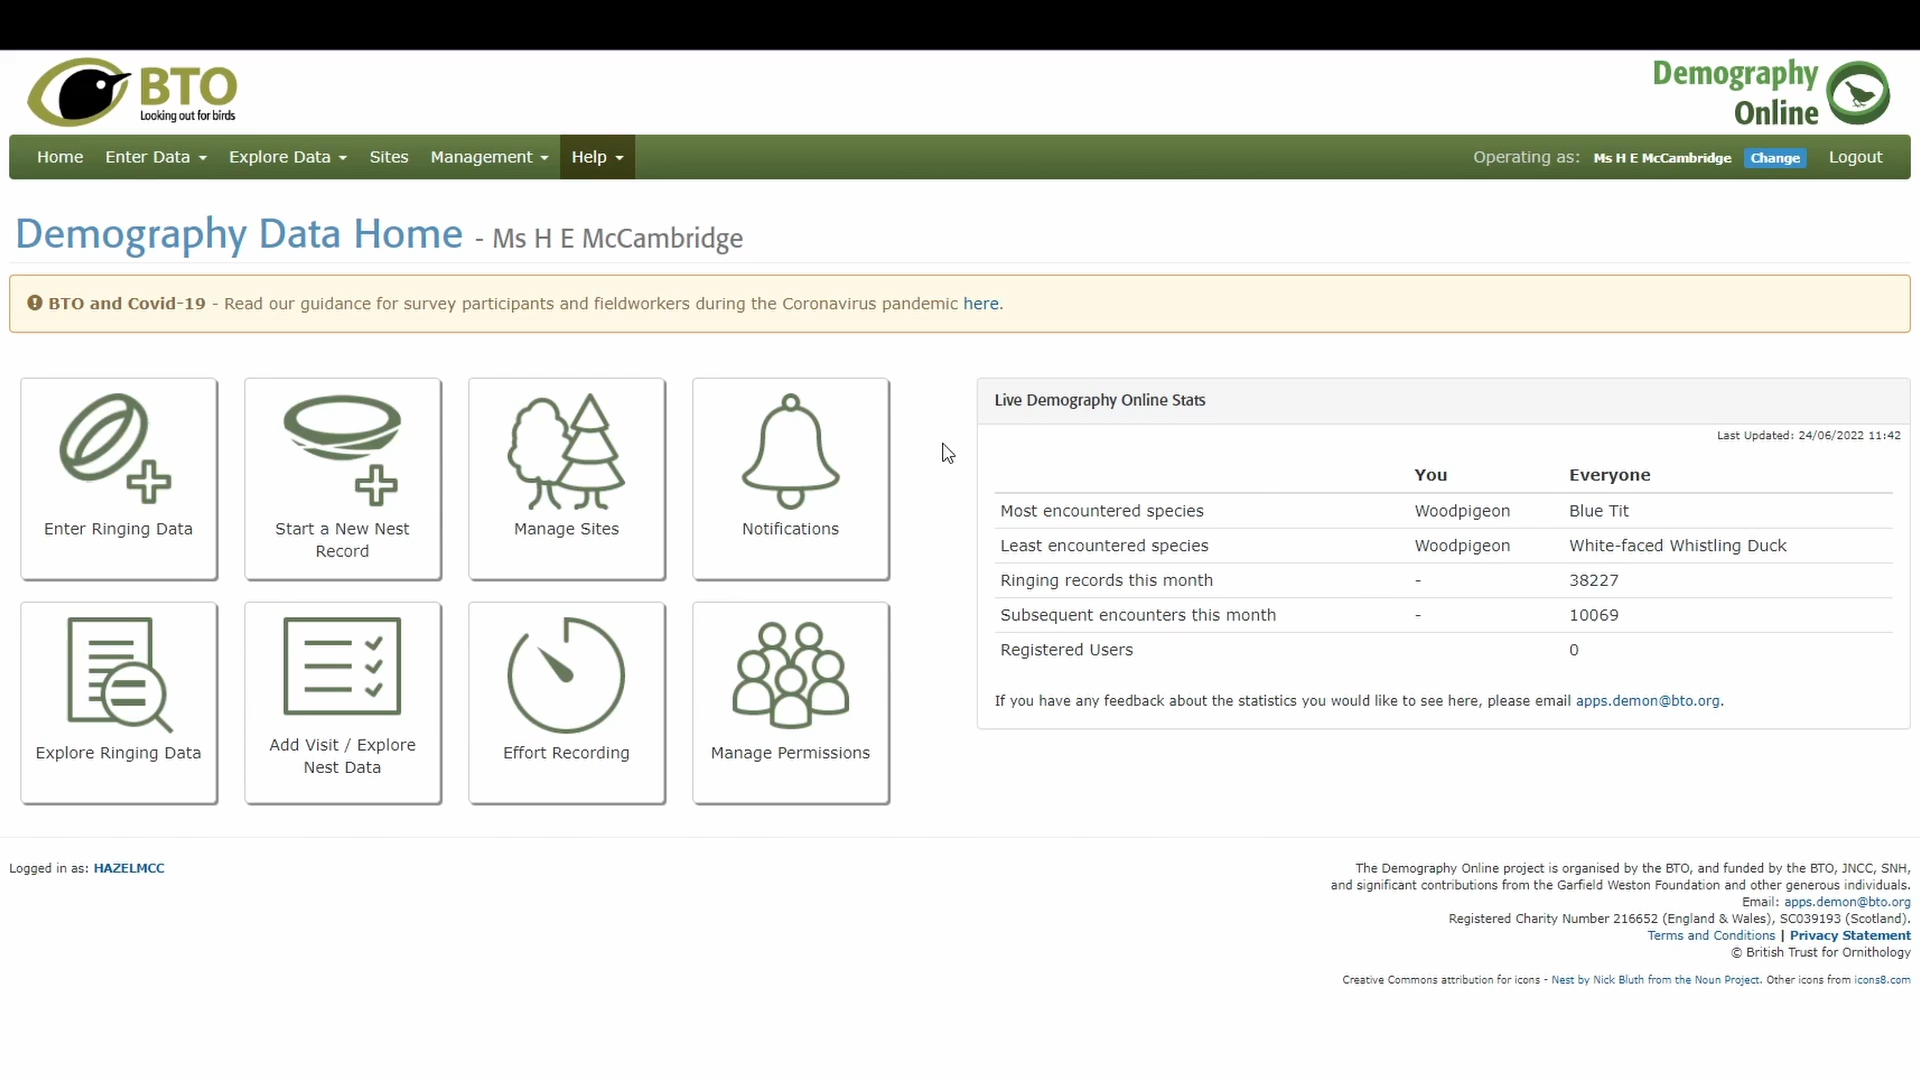 BTO
Looking out for birds
Demography
Online
Home Enter Data Explore Data Sites Management Help Operating as: Ms H E McCambridge Change Logout
Demography Data Home - Ms H E McCambridge
BTO and Covid-19 - Read our guidance for survey participants and fieldworkers during the Coronavirus pandemic here.
Enter Ringing Data
Start a New Nest
Record
Manage Sites
Notifications
Explore Ringing Data
Add Visit / Explore
Nest Data
Effort Recording
Manage Permissions
Live Demography Online Stats
Last Updated: 24/06/2022 11:42
You Everyone
Most encountered species Woodpigeon Blue Tit
Least encountered species Woodpigeon White-faced Whistling Duck
Ringing records this month - 38227
Subsequent encounters this month - 10069
Registered Users 0
If you have any feedback about the statistics you would like to see here, please email apps.demon@bto.org.
Logged in as: HAZELMCC
The Demography Online project is organised by the BTO, and funded by the BTO, JNCC, SNH,
and significant contributions from the Garfield Weston Foundation and other generous individuals.
Email: apps.demon@bto.org
Registered Charity Number 216652 (England & Wales), SC039193 (Scotland).
Terms and Conditions | Privacy Statement
© British Trust for Ornithology
Creative Commons attribution for icons - Nest by Nick Bluth from the Noun Project. Other icons from icons8.com